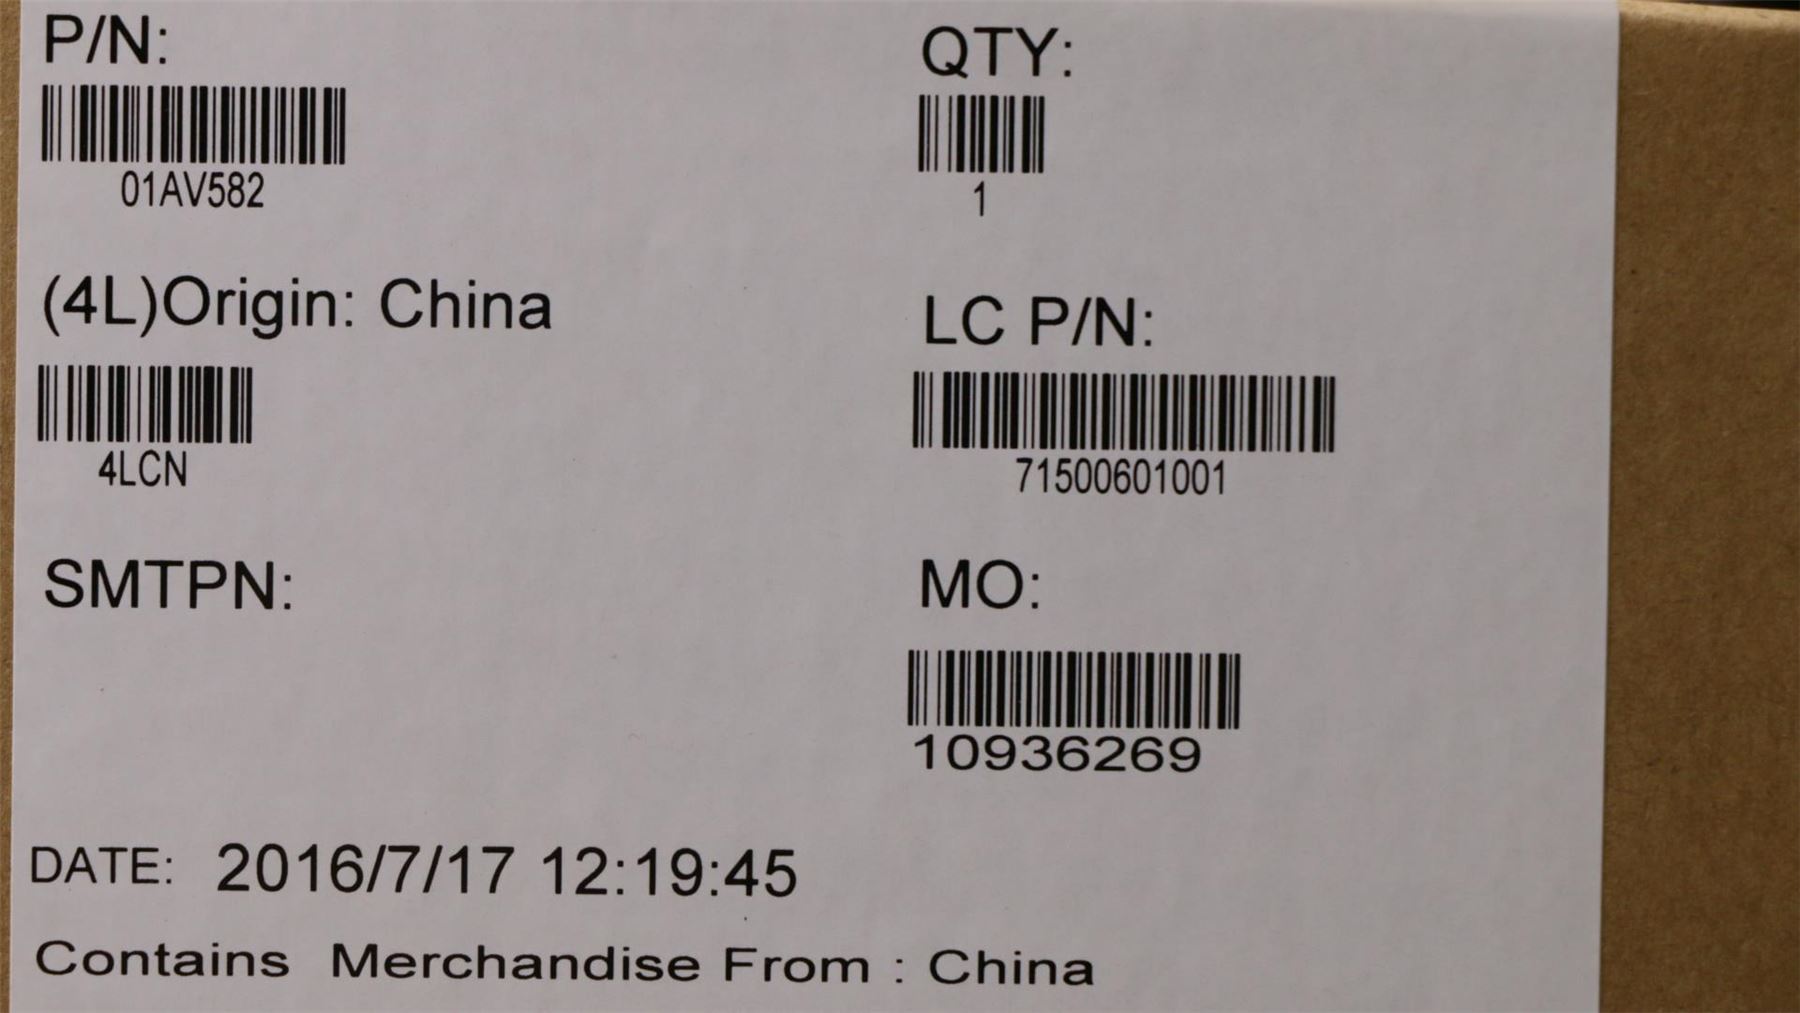 P/N:
01AV582
QTY:
1
(4L)Origin: China
4LCN
LC P/N:
71500601001
SMTPN:
MO:
10936269
DATE: 2016/7/17 12:19:45
Contains Merchandise From : China